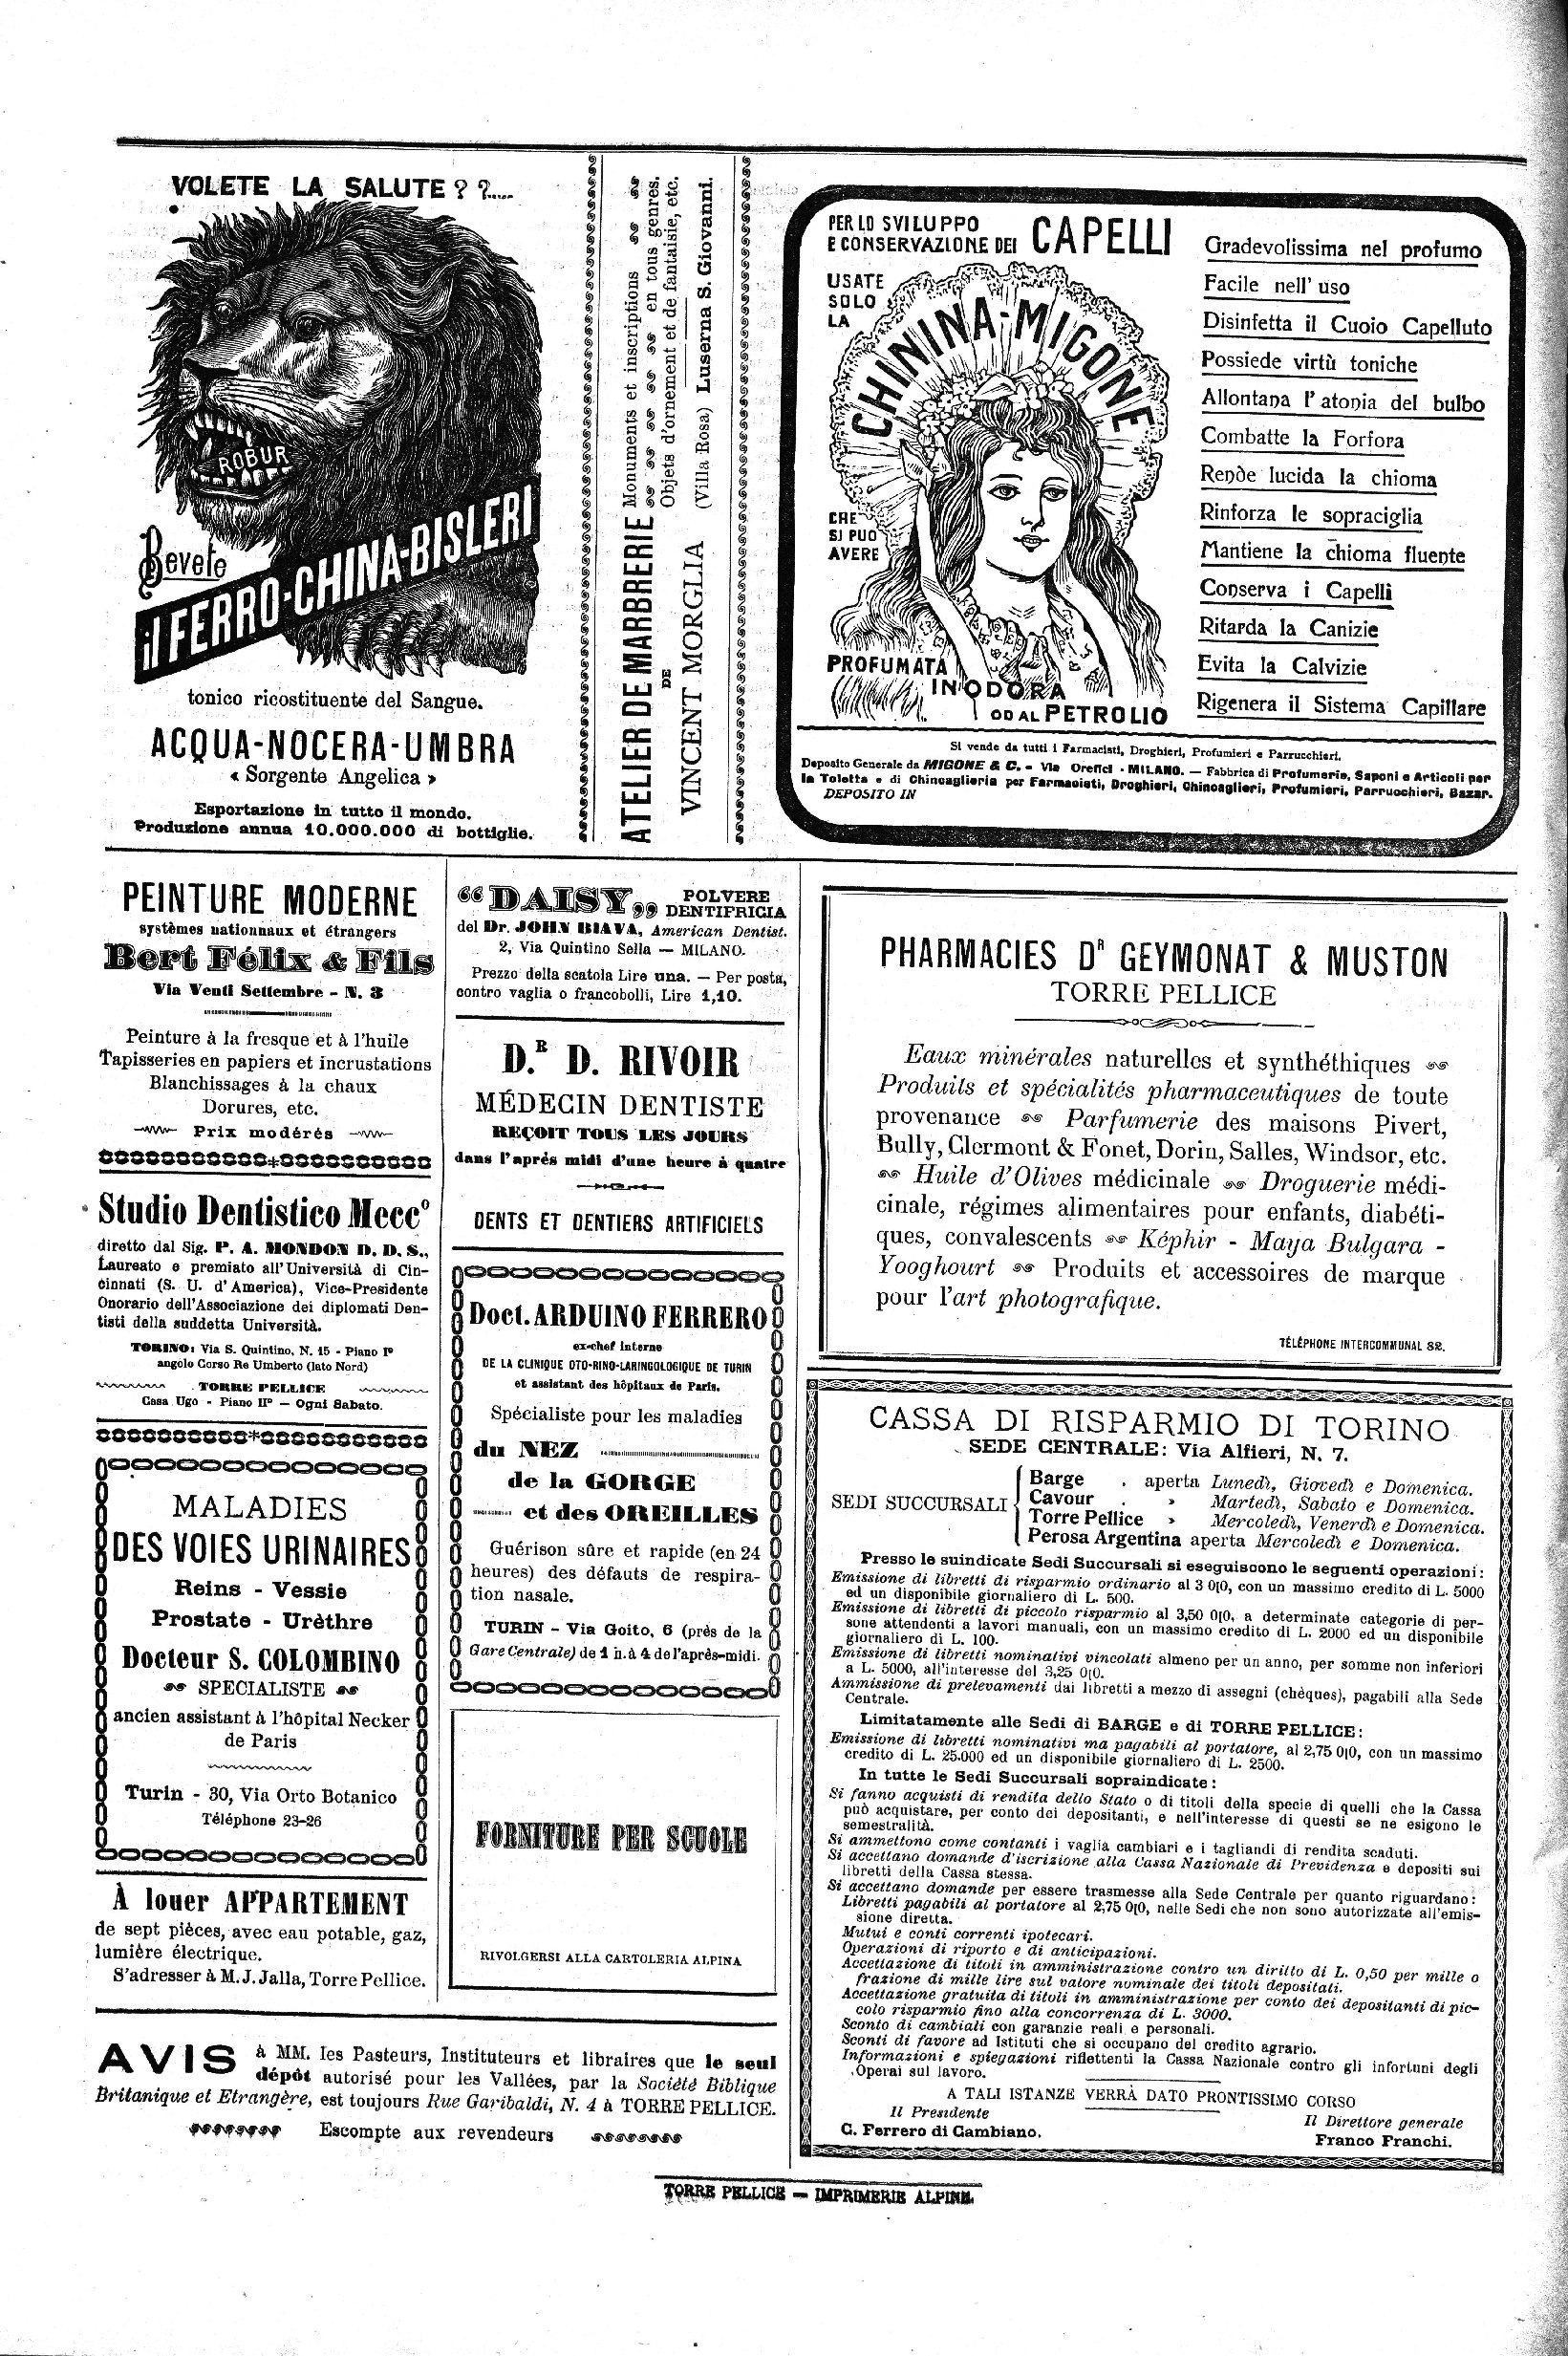 VOLETE LA SALUTE ? ?.....
ROBUR
Bevete
il FERRO-CHINA-BISLERI
tonico ricostituente del Sangue.
ACQUA-NOCERA-UMBRA
« Sorgente Angelica »
Esportazione in tutto il mondo.
Produzione annua 10.000.000 di bottiglie.
ATELIER DE MARBRERIE
DE
VINCENT MORGLIA
Monuments et inscriptions
en tous genres.
Objets d'ornement et de fantaisie, etc.
(Villa Rosa) Luserna S. Giovanni.
PER LO SVILUPPO
E CONSERVAZIONE DEI CAPELLI
USATE
SOLO
LA
CHININA-MIGONE
CHE
SI PUO
AVERE
PROFUMATA
INODORA
OD AL PETROLIO
Gradevolissima nel profumo
Facile nell' uso
Disinfetta il Cuoio Capelluto
Possiede virtù toniche
Allontana l' atonia del bulbo
Combatte la Forfora
Rende lucida la chioma
Rinforza le sopraciglia
Mantiene la chioma fluente
Conserva i Capelli
Ritarda la Canizie
Evita la Calvizie
Rigenera il Sistema Capillare
Si vende da tutti i Farmacisti, Droghieri, Profumieri e Parrucchieri.
Deposito Generale da MIGONE & C. - Via Orefici - MILANO. — Fabbrica di Profumerie, Saponi e Articoli per
la Toletta e di Chincaglieria per Farmacisti, Droghieri, Chincaglieri, Profumieri, Parrucchieri, Bazar.
DEPOSITO IN
PEINTURE MODERNE
systèmes nationnaux et étrangers
Bert Félix & Fils
Via Venti Settembre - N. 3
Peinture à la fresque et à l'huile
Tapisseries en papiers et incrustations
Blanchissages à la chaux
Dorures, etc.
Prix modérés
Studio Dentistico Mecc°
diretto dal Sig. P. A. MONDON D. D. S.,
Laureato e premiato all'Università di Cin-
cinnati (S. U. d'America), Vice-Presidente
Onorario dell'Associazione dei diplomati Den-
tisti della suddetta Università.
TORINO: Via S. Quintino, N. 15 - Piano I°
angolo Corso Re Umberto (lato Nord)
TORRE PELLICE
Casa Ugo - Piano II° — Ogni Sabato.
MALADIES
DES VOIES URINAIRES
Reins - Vessie
Prostate - Urèthre
Docteur S. COLOMBINO
SPECIALISTE
ancien assistant à l'hôpital Necker
de Paris
Turin - 30, Via Orto Botanico
Téléphone 23-26
À louer APPARTEMENT
de sept pièces, avec eau potable, gaz,
lumière électrique.
S'adresser à M. J. Jalla, Torre Pellice.
“DAISY„ POLVERE
DENTIFRICIA
del Dr. JOHN BIAVA, American Dentist.
2, Via Quintino Sella — MILANO.
Prezzo della scatola Lire una. — Per posta,
contro vaglia o francobolli, Lire 1,10.
D.R D. RIVOIR
MÉDECIN DENTISTE
REÇOIT TOUS LES JOURS
dans l'après midi d'une heure à quatre
DENTS ET DENTIERS ARTIFICIELS
Doct. ARDUINO FERRERO
ex-chef interne
DE LA CLINIQUE OTO-RINO-LARINGOLOGIQUE DE TURIN
et assistant des hôpitaux de Paris.
Spécialiste pour les maladies
du NEZ
de la GORGE
et des OREILLES
Guérison sûre et rapide (en 24
heures) des défauts de respira-
tion nasale.
TURIN - Via Goito, 6 (près de la
Gare Centrale) de 1 h. à 4 de l'après-midi.
FORNITURE PER SCUOLE
RIVOLGERSI ALLA CARTOLERIA ALPINA
AVIS à MM. les Pasteurs, Instituteurs et libraires que le seul
dépôt autorisé pour les Vallées, par la Société Biblique
Britanique et Etrangère, est toujours Rue Garibaldi, N. 4 à TORRE PELLICE.
Escompte aux revendeurs
PHARMACIES DR GEYMONAT & MUSTON
TORRE PELLICE
Eaux minérales naturelles et synthéthiques
Produits et spécialités pharmaceutiques de toute
provenance Parfumerie des maisons Pivert,
Bully, Clermont & Fonet, Dorin, Salles, Windsor, etc.
Huile d'Olives médicinale Droguerie médi-
cinale, régimes alimentaires pour enfants, diabéti-
ques, convalescents Képhir - Maya Bulgara -
Yooghourt Produits et accessoires de marque
pour l'art photografique.
TÉLÉPHONE INTERCOMMUNAL 82.
CASSA DI RISPARMIO DI TORINO
SEDE CENTRALE: Via Alfieri, N. 7.
SEDI SUCCURSALI
Barge . aperta Lunedì, Giovedì e Domenica.
Cavour . » Martedì, Sabato e Domenica.
Torre Pellice » Mercoledì, Venerdì e Domenica.
Perosa Argentina aperta Mercoledì e Domenica.
Presso le suindicate Sedi Succursali si eseguiscono le seguenti operazioni:
Emissione di libretti di risparmio ordinario al 3 0|0, con un massimo credito di L. 5000
ed un disponibile giornaliero di L. 500.
Emissione di libretti di piccolo risparmio al 3,50 0|0, a determinate categorie di per-
sone attendenti a lavori manuali, con un massimo credito di L. 2000 ed un disponibile
giornaliero di L. 100.
Emissione di libretti nominativi vincolati almeno per un anno, per somme non inferiori
a L. 5000, all'interesse del 3,25 0|0.
Ammissione di prelevamenti dai libretti a mezzo di assegni (chèques), pagabili alla Sede
Centrale.
Limitatamente alle Sedi di BARGE e di TORRE PELLICE:
Emissione di libretti nominativi ma pagabili al portatore, al 2,75 0|0, con un massimo
credito di L. 25.000 ed un disponibile giornaliero di L. 2500.
In tutte le Sedi Succursali sopraindicate:
Si fanno acquisti di rendita dello Stato o di titoli della specie di quelli che la Cassa
può acquistare, per conto dei depositanti, e nell'interesse di questi se ne esigono le
semestralità.
Si ammettono come contanti i vaglia cambiari e i tagliandi di rendita scaduti.
Si accettano domande d'iscrizione alla Cassa Nazionale di Previdenza e depositi sui
libretti della Cassa stessa.
Si accettano domande per essere trasmesse alla Sede Centrale per quanto riguardano:
Libretti pagabili al portatore al 2,75 0|0, nelle Sedi che non sono autorizzate all'emis-
sione diretta.
Mutui e conti correnti ipotecari.
Operazioni di riporto e di anticipazioni.
Accettazione di titoli in amministrazione contro un diritto di L. 0,50 per mille o
frazione di mille lire sul valore nominale dei titoli depositati.
Accettazione gratuita di titoli in amministrazione per conto dei depositanti di pic-
colo risparmio fino alla concorrenza di L. 3000.
Sconto di cambiali con garanzie reali e personali.
Sconti di favore ad Istituti che si occupano del credito agrario.
Informazioni e spiegazioni riflettenti la Cassa Nazionale contro gli infortuni degli
Operai sul lavoro.
A TALI ISTANZE VERRÀ DATO PRONTISSIMO CORSO
Il Presidente
G. Ferrero di Cambiano.
Il Direttore generale
Franco Franchi.
TORRE PELLICE — IMPRIMERIE ALPINE.